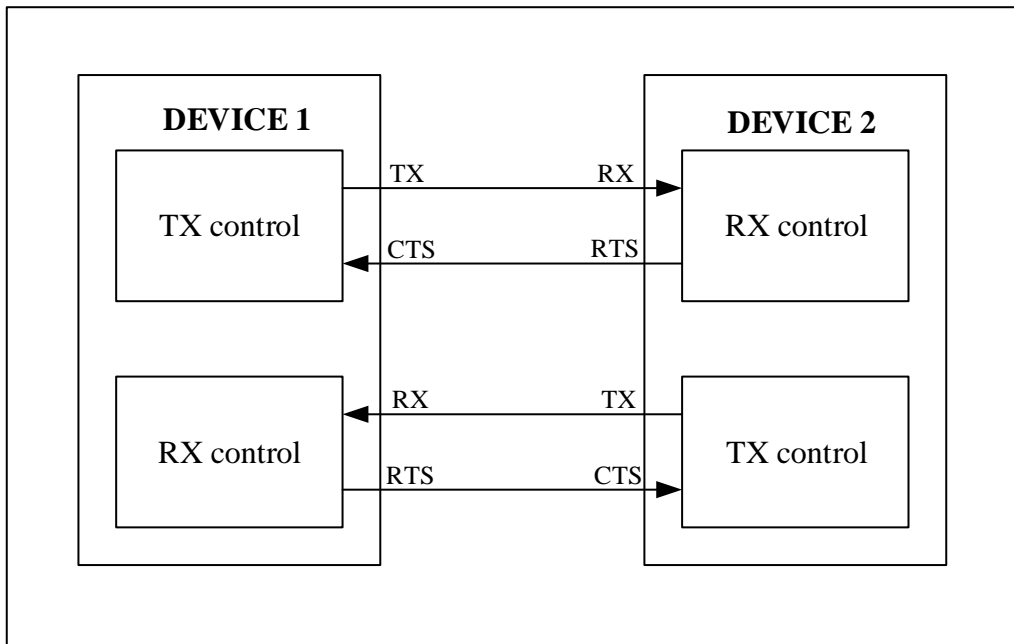 DEVICE 1
DEVICE 2
TX
RX
TX control
RX control
CTS
RTS
RX
TX
RX control
TX control
RTS
CTS